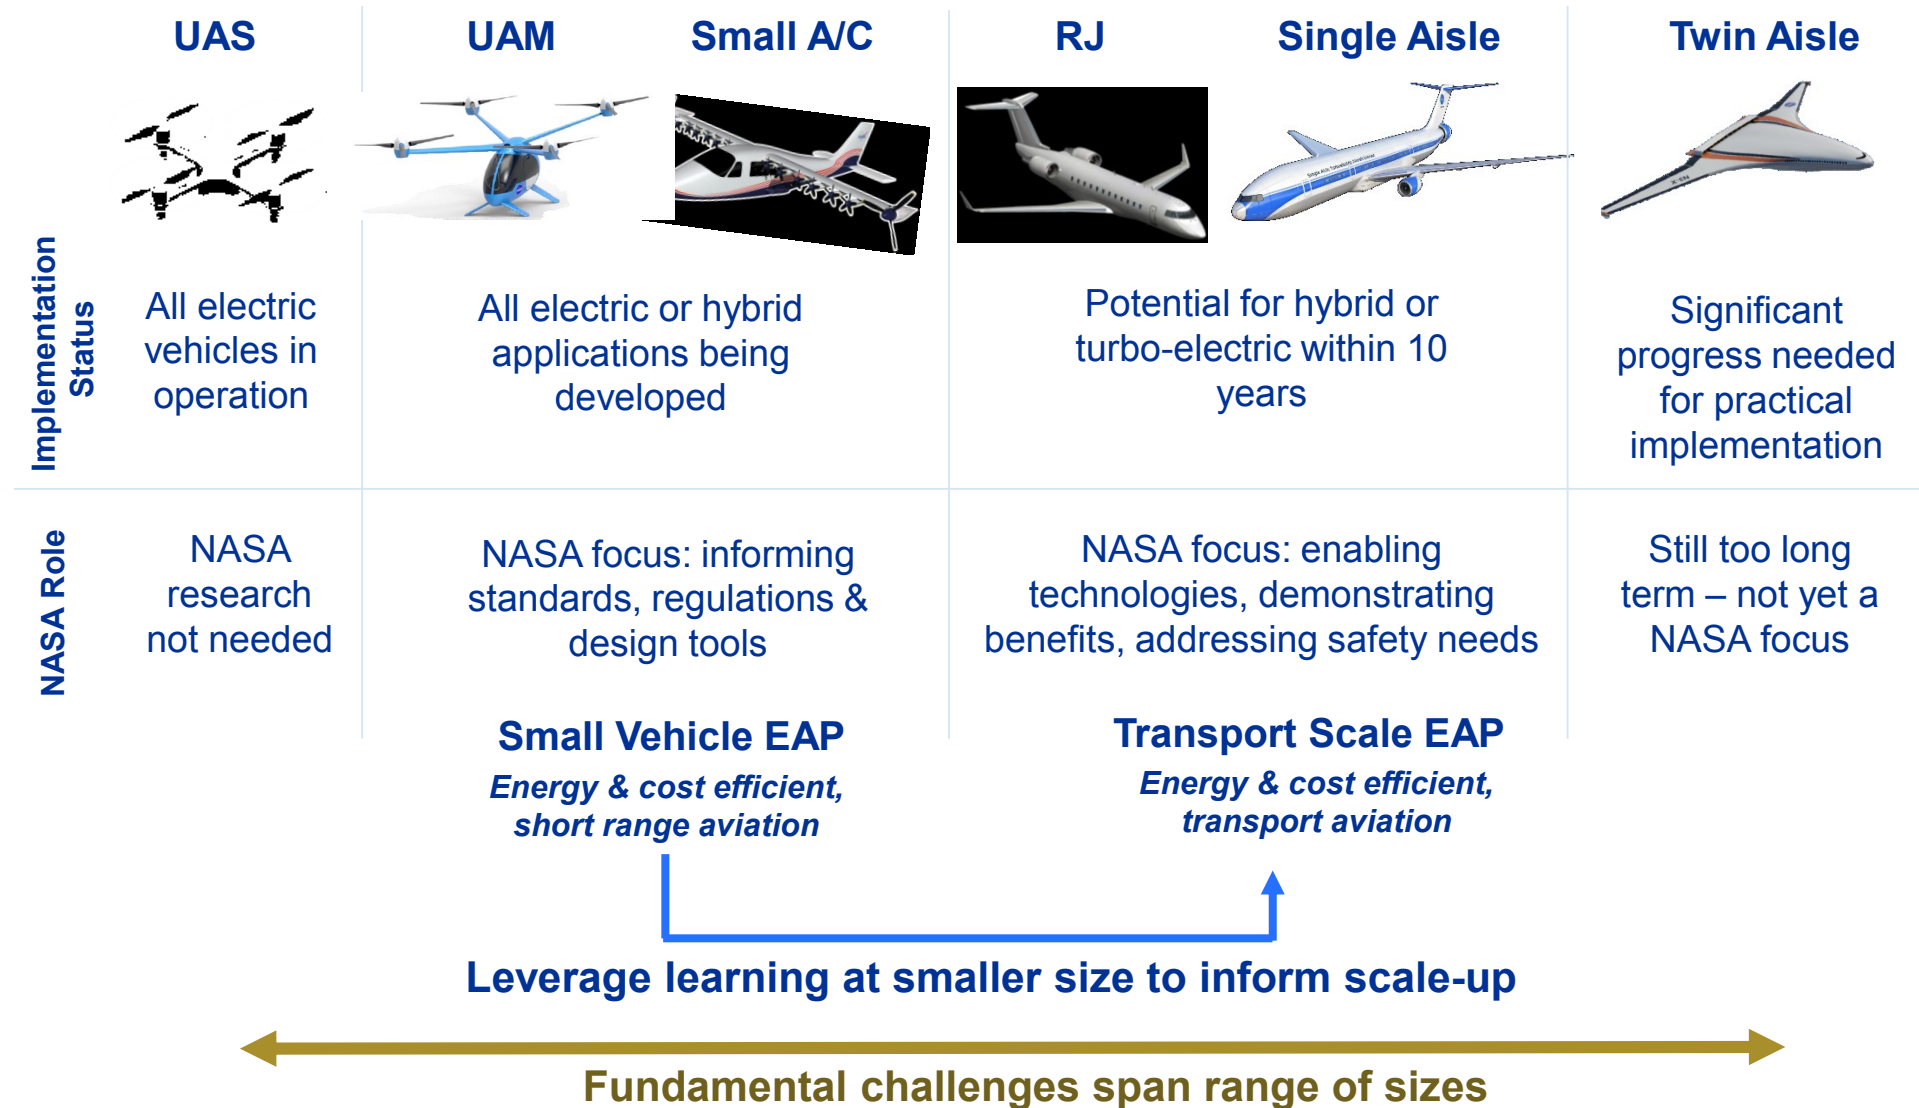 UAS
UAM
Small A/C
RJ
Single Aisle
Twin Aisle
Implementation
Status
All electric
vehicles in
operation
All electric or hybrid
applications being
developed
Potential for hybrid or
turbo-electric within 10
years
Significant
progress needed
for practical
implementation
NASA Role
NASA
research
not needed
NASA focus: informing
standards, regulations &
design tools
NASA focus: enabling
technologies, demonstrating
benefits, addressing safety needs
Still too long
term – not yet a
NASA focus
Small Vehicle EAP
Energy & cost efficient,
short range aviation
Transport Scale EAP
Energy & cost efficient,
transport aviation
Leverage learning at smaller size to inform scale-up
Fundamental challenges span range of sizes